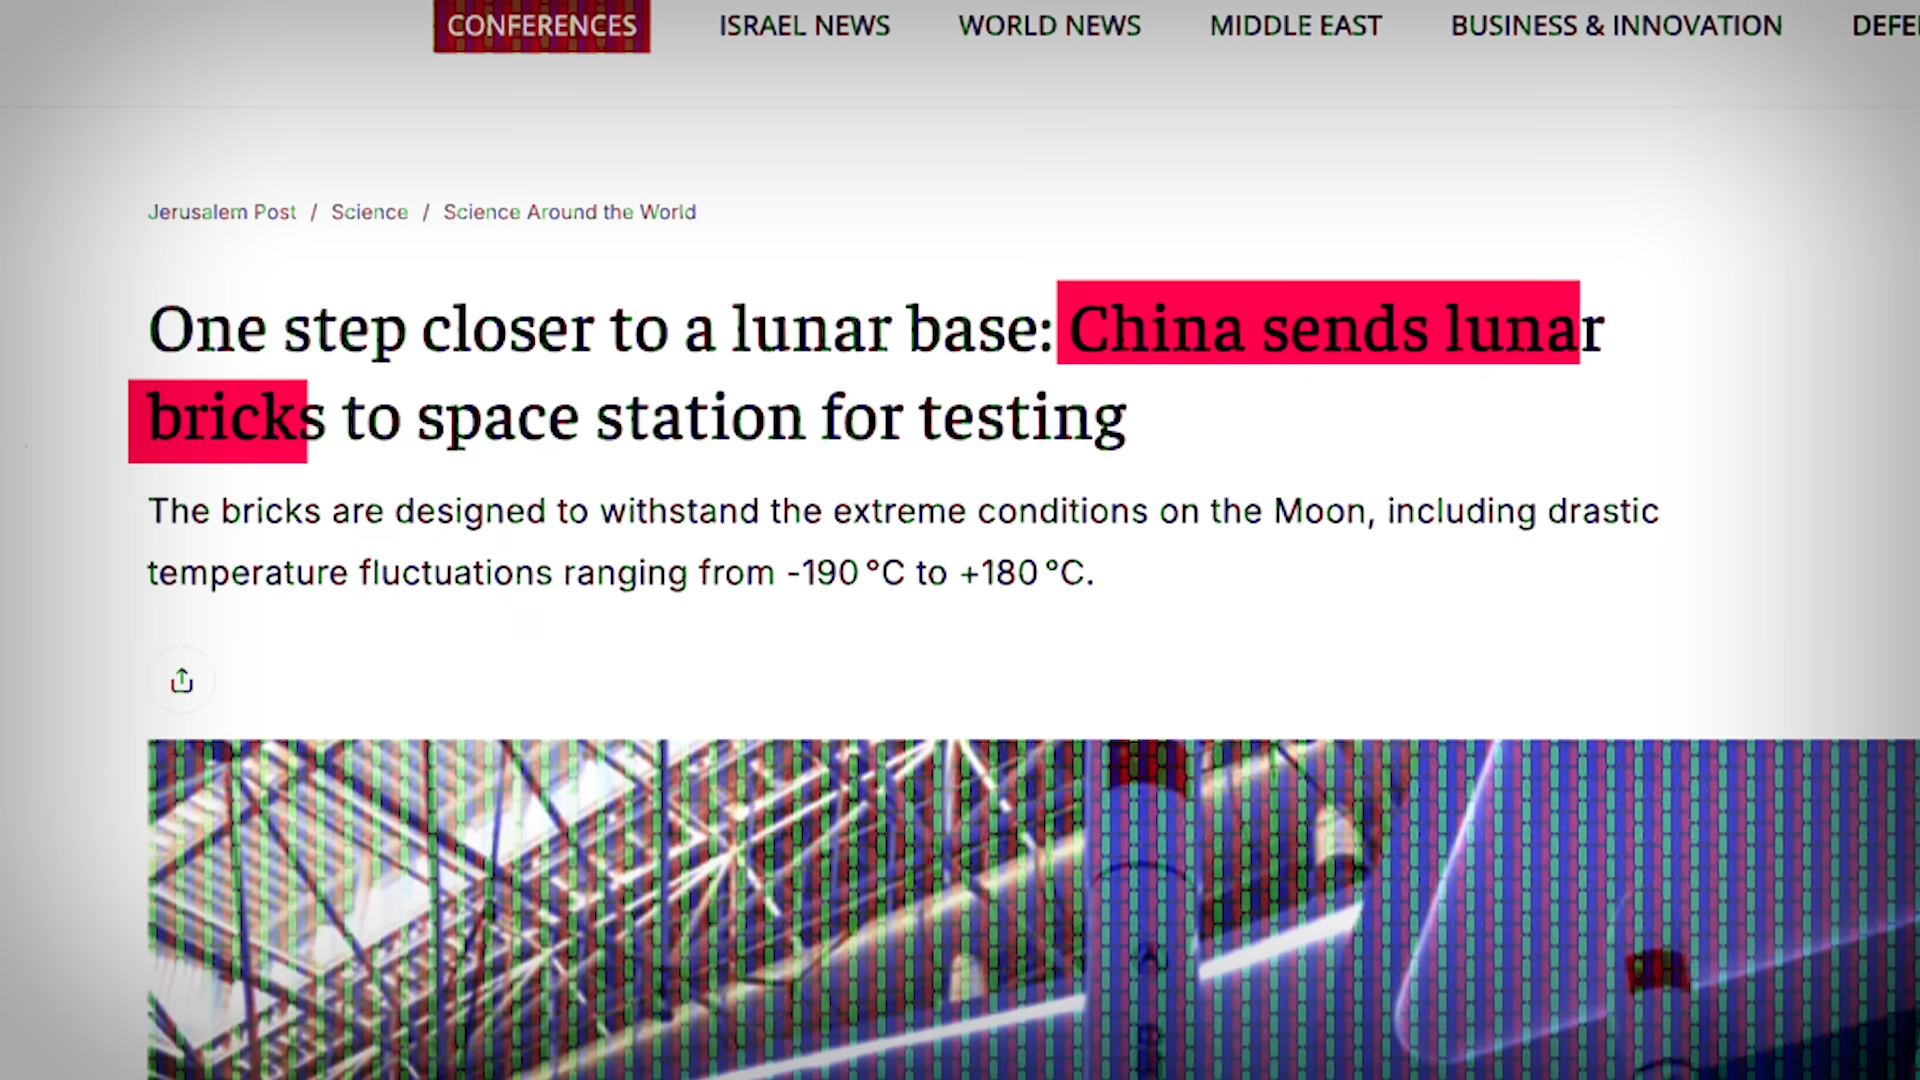 CONFERENCES ISRAEL NEWS WORLD NEWS MIDDLE EAST BUSINESS & INNOVATION
Jerusalem Post / Science / Science Around the World
One step closer to a lunar base: China sends lunar
bricks to space station for testing
The bricks are designed to withstand the extreme conditions on the Moon, including drastic
temperature fluctuations ranging from -190 °C to +180 °C.